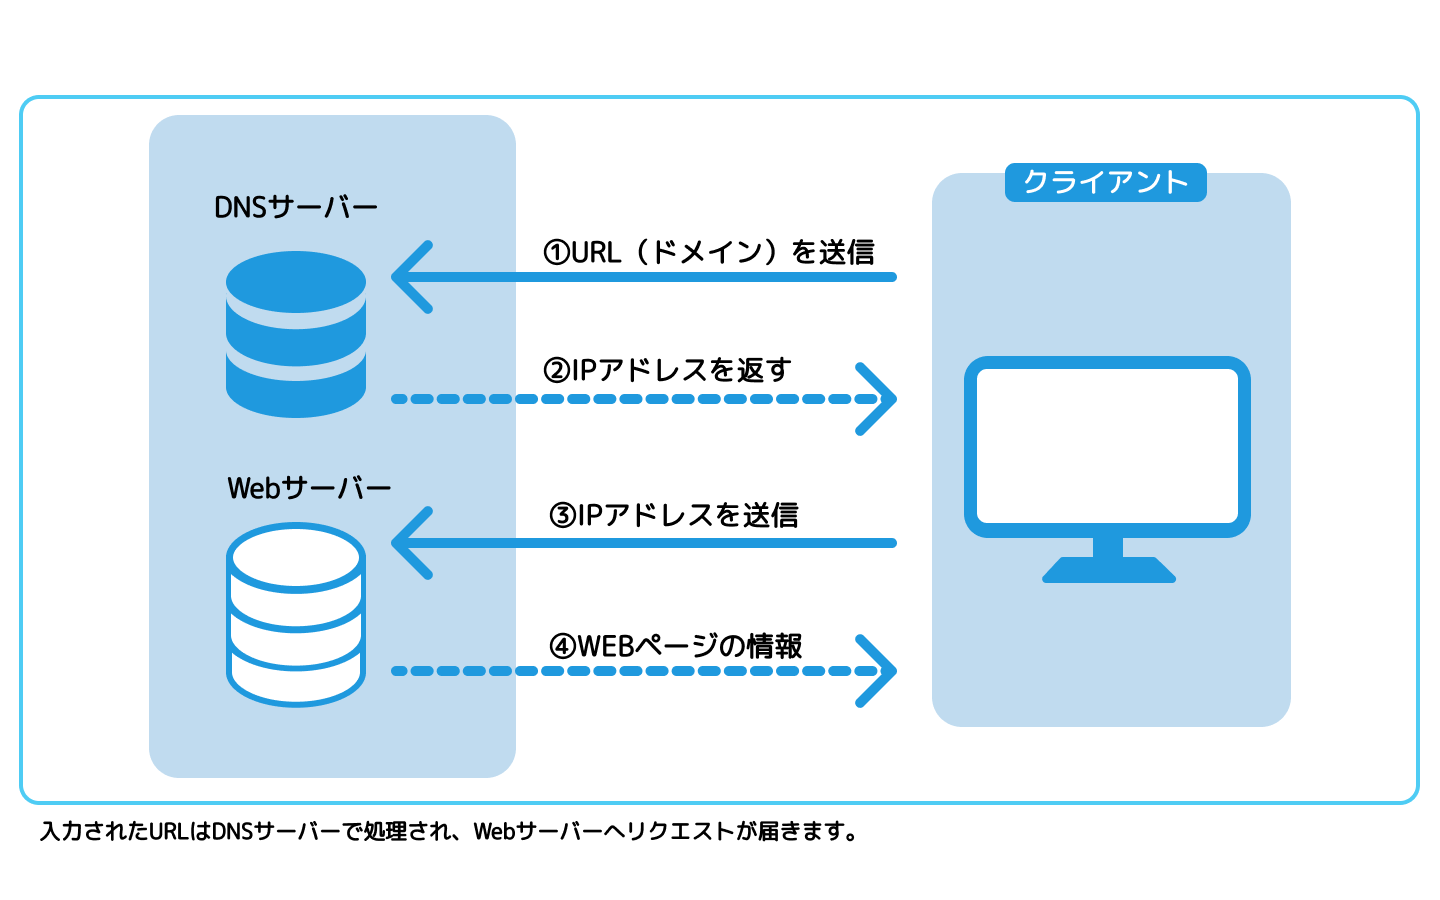 クライアント
DNSサーバー
①URL（ドメイン）を送信
②IPアドレスを返す
Webサーバー
③IPアドレスを送信
④WEBページの情報
入力されたURLはDNSサーバーで処理され、Webサーバーへリクエストが届きます。